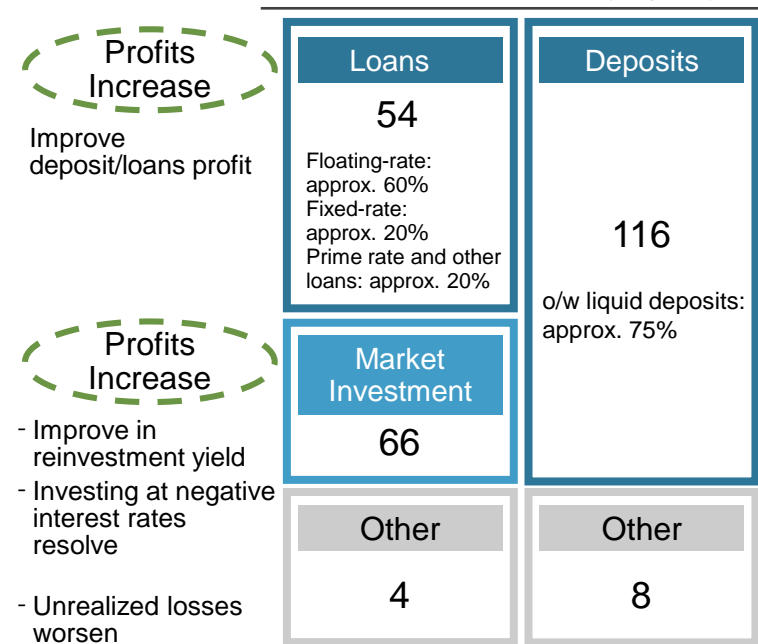 Profits
Increase
Improve
deposit/loans profit
Loans
54
Floating-rate:
approx. 60%
Fixed-rate:
approx. 20%
Prime rate and other
loans: approx. 20%
Deposits
116
o/w liquid deposits:
approx. 75%
Profits
Increase
- Improve in
reinvestment yield
- Investing at negative
interest rates
resolve
- Unrealized losses
worsen
Market
Investment
66
Other
4
Other
8